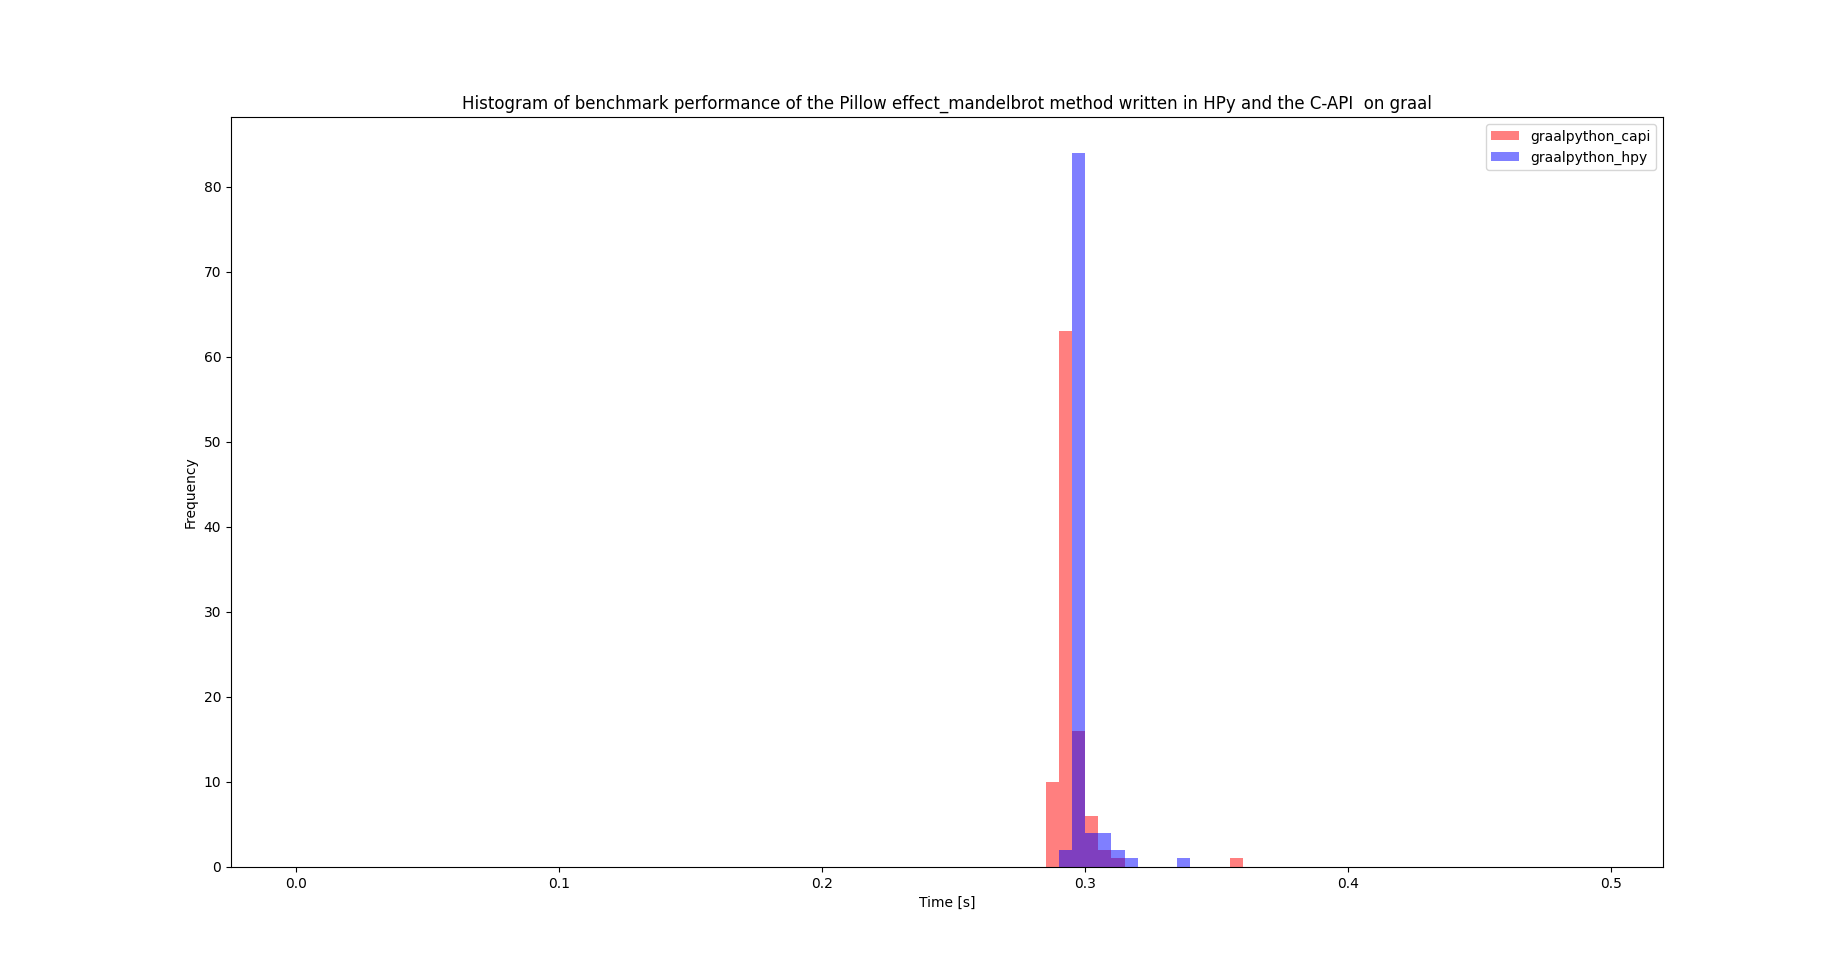 Histogram of benchmark performance of the Pillow effect_mandelbrot method written in HPy and the C-API  on graal
graalpython_capi
graalpython_hpy
80
70
60
50
40
30
20
10
0
Frequency
0.0 0.1 0.2 0.3 0.4 0.5
Time [s]